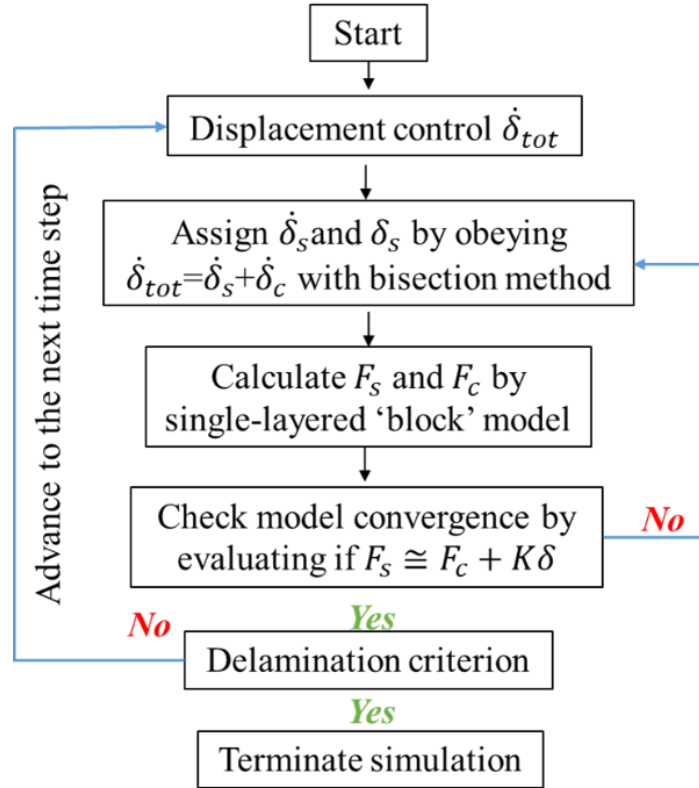 Start
Displacement control δ̇_tot
Assign δ̇_s and δ_s by obeying
δ̇_tot=δ̇_s+δ̇_c with bisection method
Calculate F_s and F_c by
single-layered ‘block’ model
Check model convergence by
evaluating if F_s ≅ F_c + Kδ
No
Yes
No
Delamination criterion
Yes
Terminate simulation
Advance to the next time step